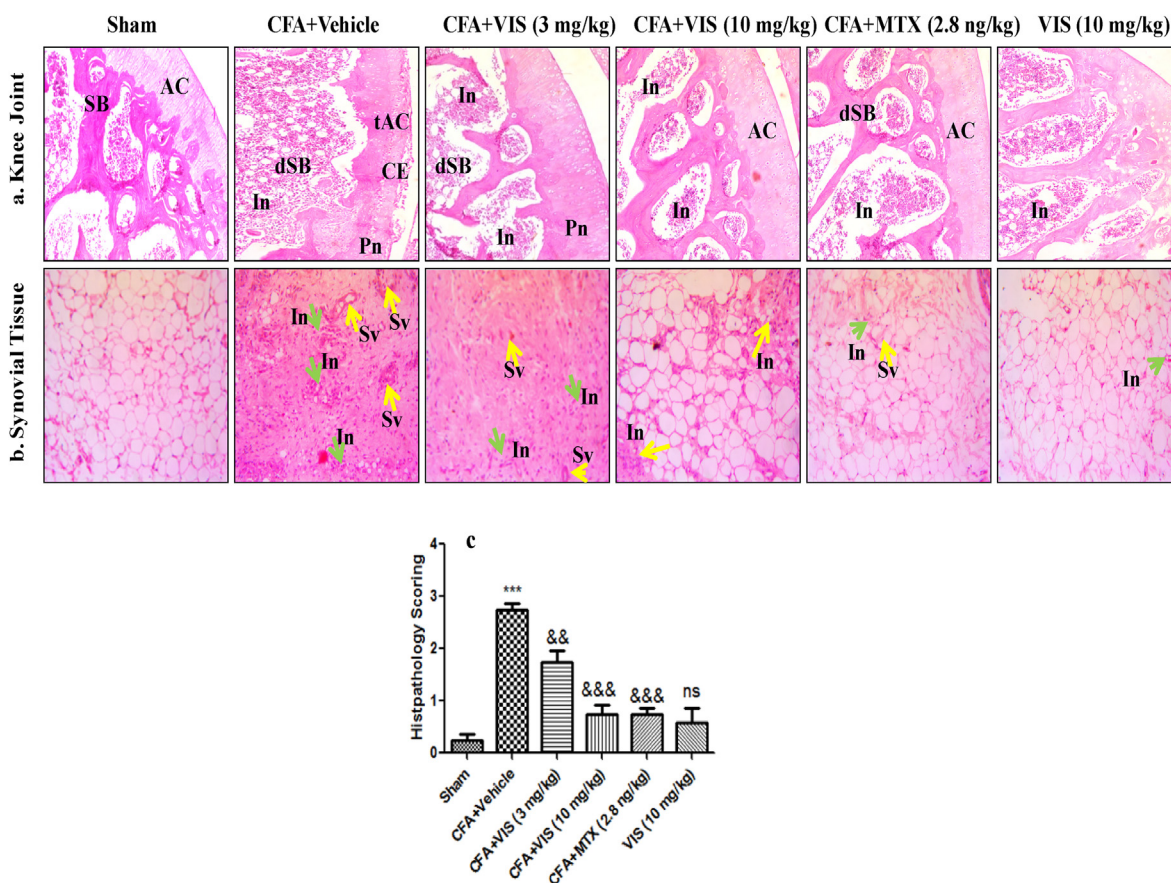 Sham CFA+Vehicle CFA+VIS (3 mg/kg) CFA+VIS (10 mg/kg) CFA+MTX (2.8 ng/kg) VIS (10 mg/kg)
a. Knee Joint
SB AC
tAC
dSB
CE
In
Pn
In
dSB
In
Pn
In
AC
In
dSB
AC
In
In
b. Synovial Tissue
In
Sv
Sv
In
Sv
In
Sv
In
In
Sv
In
In
In
Sv
In
c
Histpathology Scoring
4
3
2
1
0
***
&&
&&&
&&&
ns
Sham
CFA+Vehicle
CFA+VIS (3 mg/kg)
CFA+VIS (10 mg/kg)
CFA+MTX (2.8 ng/kg)
VIS (10 mg/kg)